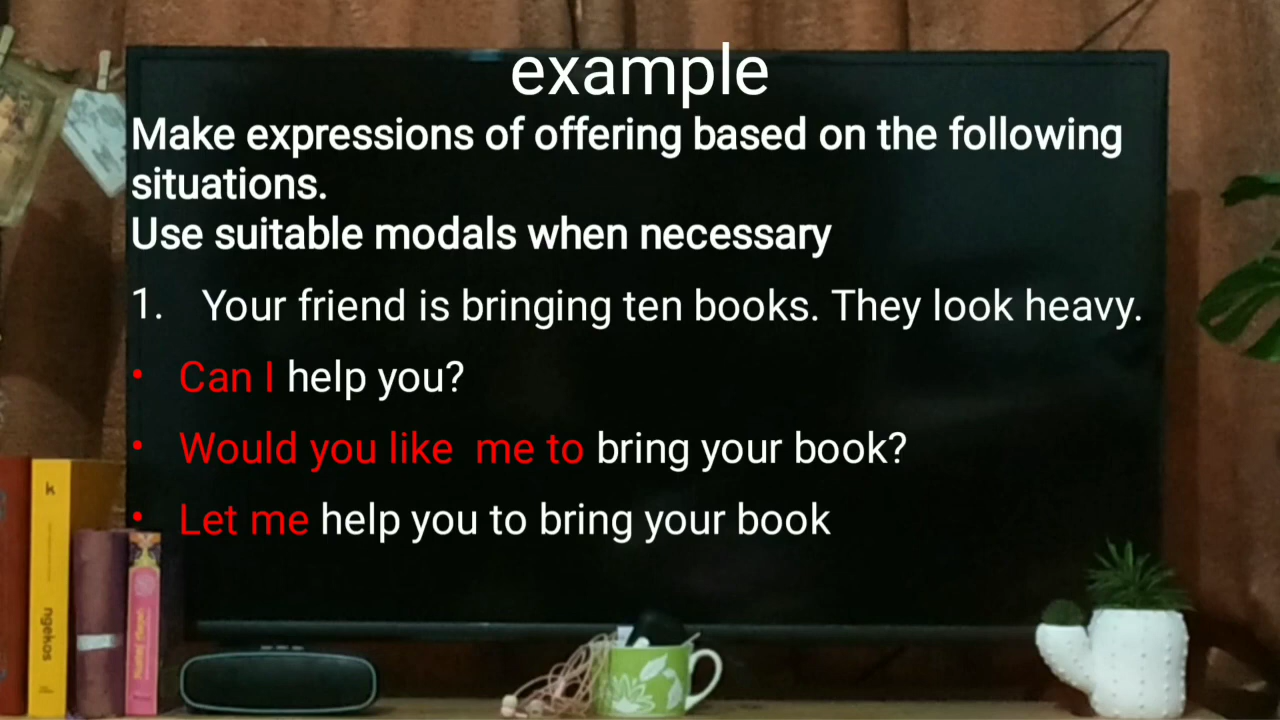 example
Make expressions of offering based on the following
situations.
Use suitable modals when necessary
1. Your friend is bringing ten books. They look heavy.
• Can I help you?
• Would you like  me to bring your book?
• Let me help you to bring your book
k
ngekos